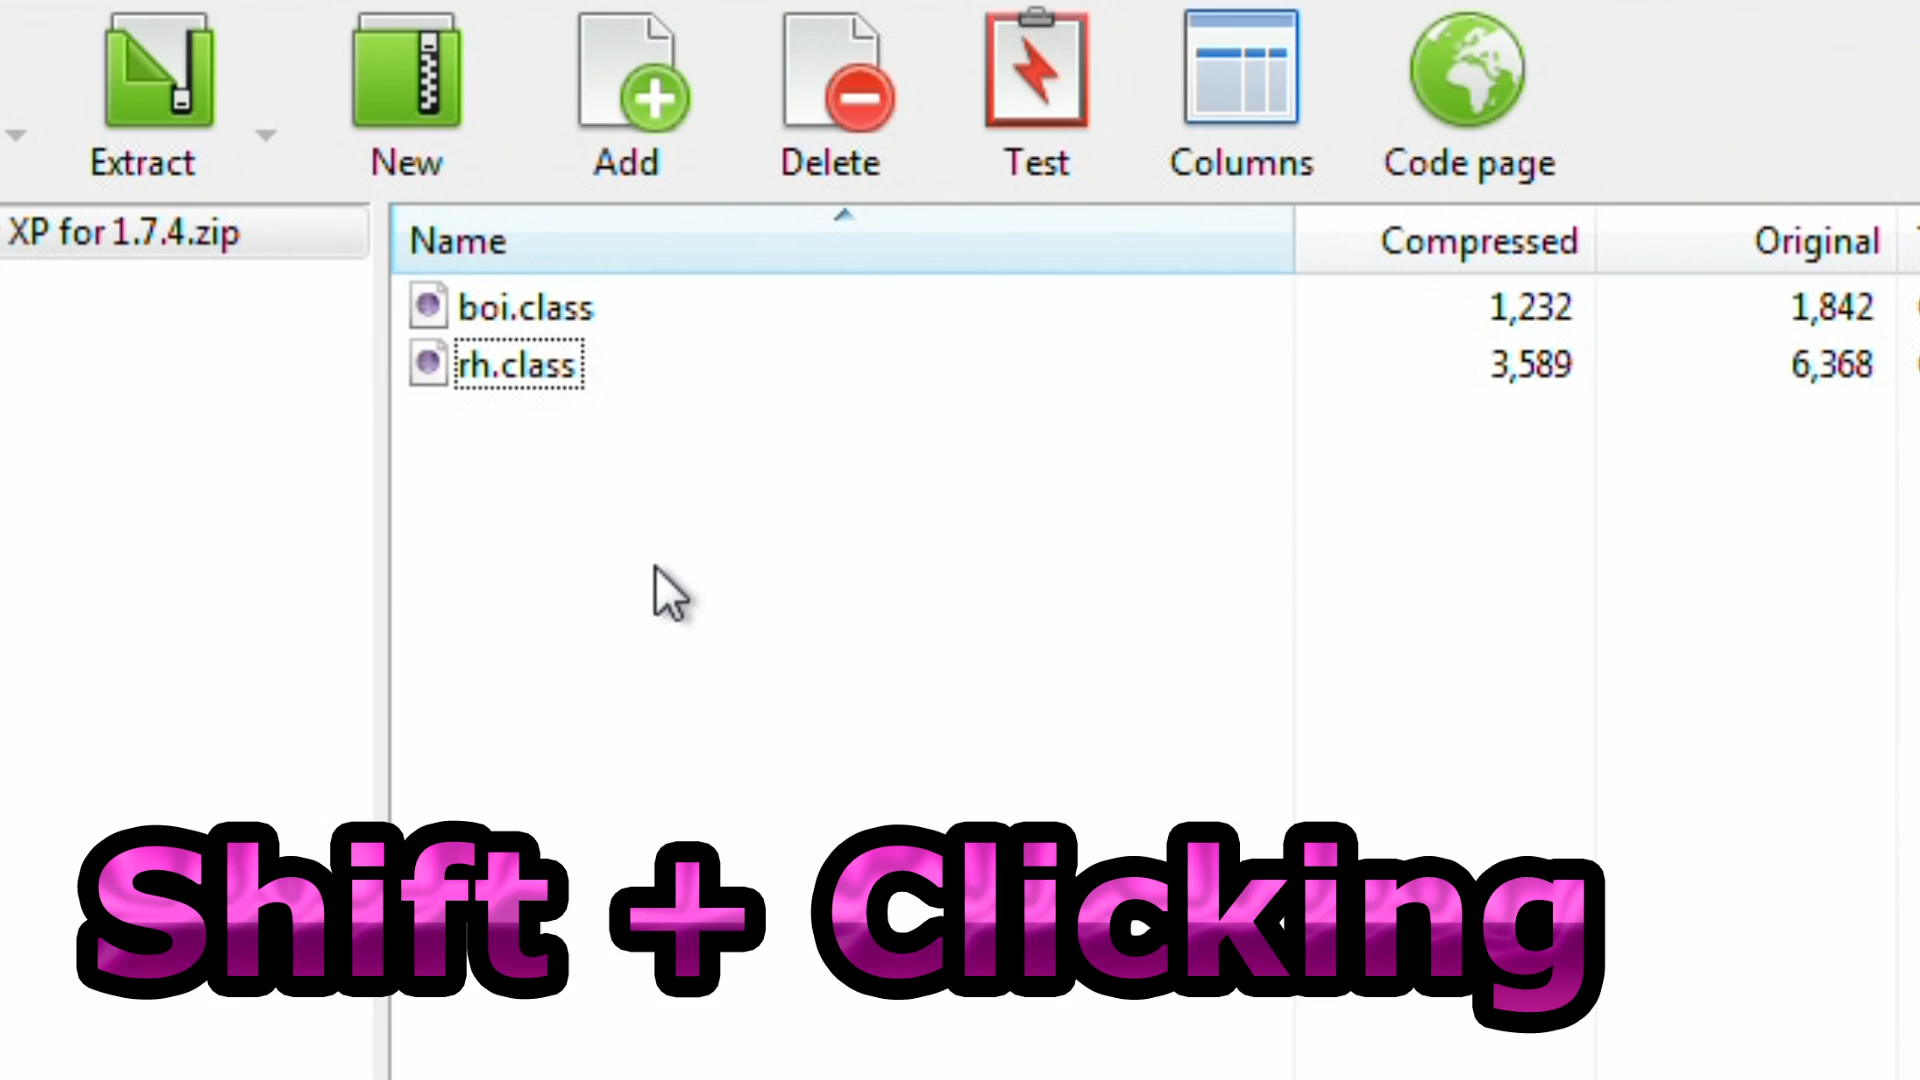 Extract New Add Delete Test Columns Code page
XP for 1.7.4.zip
Name Compressed Original
boi.class 1,232 1,842
rh.class 3,589 6,368
Shift + Clicking